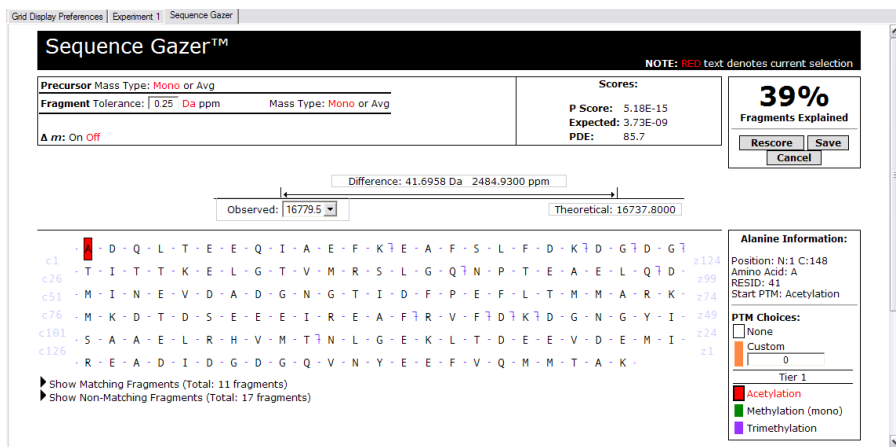 Grid Display Preferences Experiment 1 Sequence Gazer
Sequence Gazer™
NOTE: RED text denotes current selection
Precursor Mass Type: Mono or Avg
Fragment Tolerance: 0.25 Da ppm Mass Type: Mono or Avg
Δ m: On Off
Scores:
P Score: 5.18E-15
Expected: 3.73E-09
PDE: 85.7
39%
Fragments Explained
Rescore Save
Cancel
Difference: 41.6958 Da 2484.9300 ppm
Observed: 16779.5
Theoretical: 16737.8000
- A - D - Q - L - T - E - E - Q - I - A - E - F - K - E - A - F - S - L - F - D - K - D - G - D - G
c1 z124
- T - I - T - T - K - E - L - G - T - V - M - R - S - L - G - Q - N - P - T - E - A - E - L - Q - D -
c26 z99
- M - I - N - E - V - D - A - D - G - N - G - T - I - D - F - P - E - F - L - T - M - M - A - R - K -
c51 z74
- M - K - D - T - D - S - E - E - E - I - R - E - A - F - R - V - F - D - K - D - G - N - G - Y - I -
c76 z49
- S - A - A - E - L - R - H - V - M - T - N - L - G - E - K - L - T - D - E - E - V - D - E - M - I -
c101 z24
- R - E - A - D - I - D - G - D - G - Q - V - N - Y - E - E - F - V - Q - M - M - T - A - K -
c126 z1
Show Matching Fragments (Total: 11 fragments)
Show Non-Matching Fragments (Total: 17 fragments)
Alanine Information:
Position: N:1 C:148
Amino Acid: A
RESID: 41
Start PTM: Acetylation
PTM Choices:
None
Custom
0
Tier 1
Acetylation
Methylation (mono)
Trimethylation